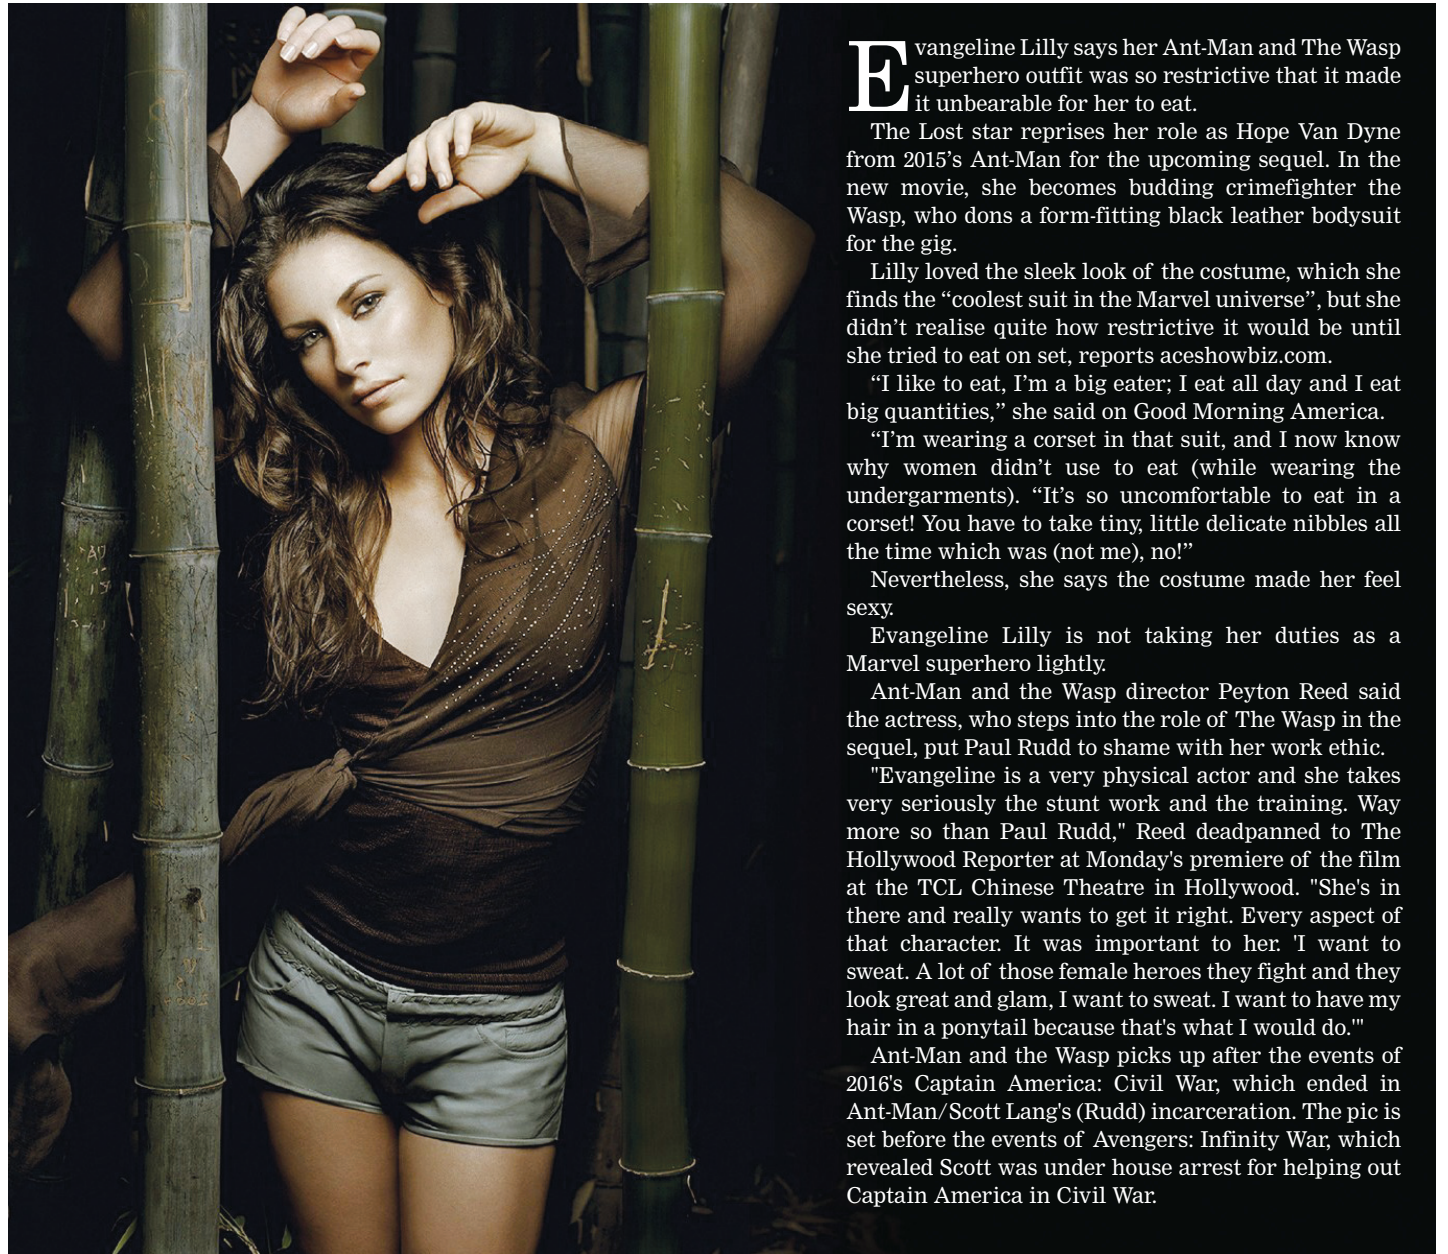 Evangeline Lilly says her Ant-Man and The Wasp
superhero outfit was so restrictive that it made
it unbearable for her to eat.
The Lost star reprises her role as Hope Van Dyne
from 2015’s Ant-Man for the upcoming sequel. In the
new movie, she becomes budding crimefighter the
Wasp, who dons a form-fitting black leather bodysuit
for the gig.
Lilly loved the sleek look of the costume, which she
finds the “coolest suit in the Marvel universe”, but she
didn’t realise quite how restrictive it would be until
she tried to eat on set, reports aceshowbiz.com.
“I like to eat, I’m a big eater; I eat all day and I eat
big quantities,” she said on Good Morning America.
“I’m wearing a corset in that suit, and I now know
why women didn’t use to eat (while wearing the
undergarments). “It’s so uncomfortable to eat in a
corset! You have to take tiny, little delicate nibbles all
the time which was (not me), no!”
Nevertheless, she says the costume made her feel
sexy.
Evangeline Lilly is not taking her duties as a
Marvel superhero lightly.
Ant-Man and the Wasp director Peyton Reed said
the actress, who steps into the role of The Wasp in the
sequel, put Paul Rudd to shame with her work ethic.
"Evangeline is a very physical actor and she takes
very seriously the stunt work and the training. Way
more so than Paul Rudd," Reed deadpanned to The
Hollywood Reporter at Monday's premiere of the film
at the TCL Chinese Theatre in Hollywood. "She's in
there and really wants to get it right. Every aspect of
that character. It was important to her. 'I want to
sweat. A lot of those female heroes they fight and they
look great and glam, I want to sweat. I want to have my
hair in a ponytail because that's what I would do.'"
Ant-Man and the Wasp picks up after the events of
2016's Captain America: Civil War, which ended in
Ant-Man/Scott Lang's (Rudd) incarceration. The pic is
set before the events of Avengers: Infinity War, which
revealed Scott was under house arrest for helping out
Captain America in Civil War.